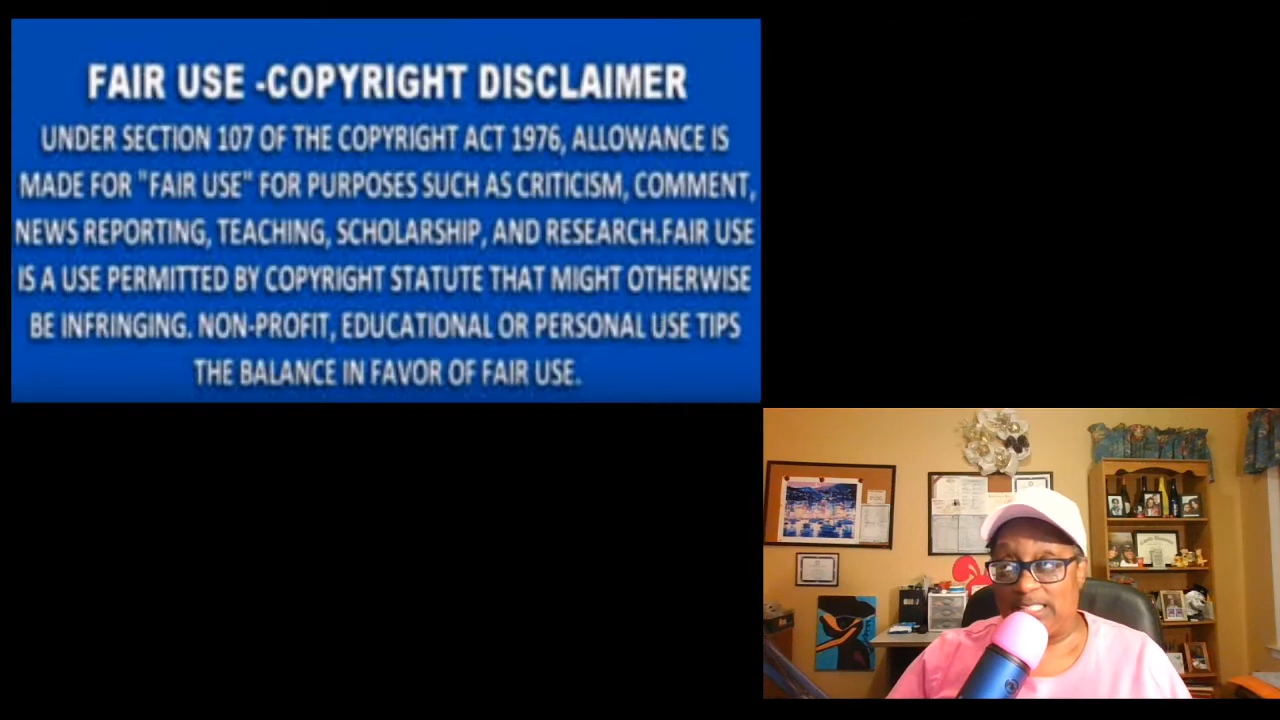 FAIR USE -COPYRIGHT DISCLAIMER
UNDER SECTION 107 OF THE COPYRIGHT ACT 1976, ALLOWANCE IS
MADE FOR "FAIR USE" FOR PURPOSES SUCH AS CRITICISM, COMMENT,
NEWS REPORTING, TEACHING, SCHOLARSHIP, AND RESEARCH.FAIR USE
IS A USE PERMITTED BY COPYRIGHT STATUTE THAT MIGHT OTHERWISE
BE INFRINGING. NON-PROFIT, EDUCATIONAL OR PERSONAL USE TIPS
THE BALANCE IN FAVOR OF FAIR USE.